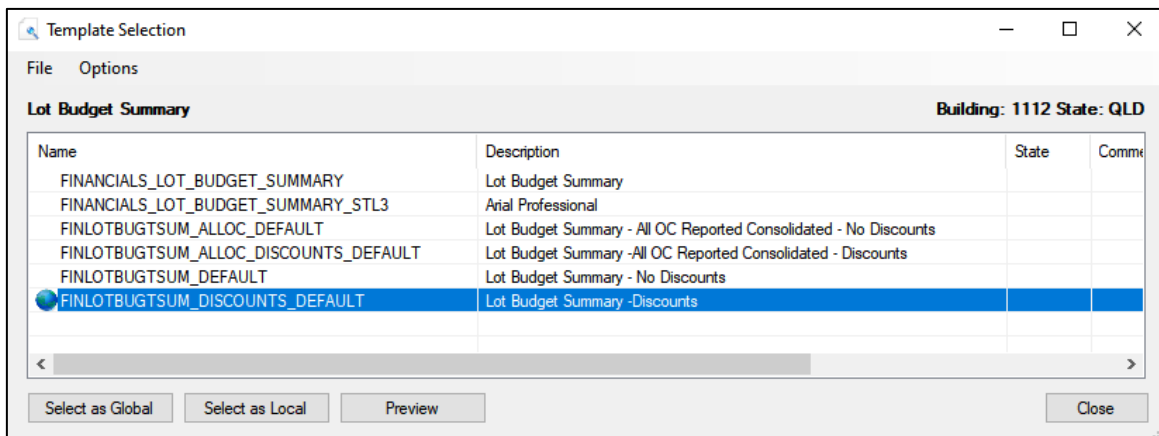 Template Selection
File Options
Lot Budget Summary Building: 1112 State: QLD
Name Description State Comme
FINANCIALS_LOT_BUDGET_SUMMARY Lot Budget Summary
FINANCIALS_LOT_BUDGET_SUMMARY_STL3 Arial Professional
FINLOTBUGTSUM_ALLOC_DEFAULT Lot Budget Summary - All OC Reported Consolidated - No Discounts
FINLOTBUGTSUM_ALLOC_DISCOUNTS_DEFAULT Lot Budget Summary -All OC Reported Consolidated - Discounts
FINLOTBUGTSUM_DEFAULT Lot Budget Summary - No Discounts
FINLOTBUGTSUM_DISCOUNTS_DEFAULT Lot Budget Summary -Discounts
Select as Global Select as Local Preview Close